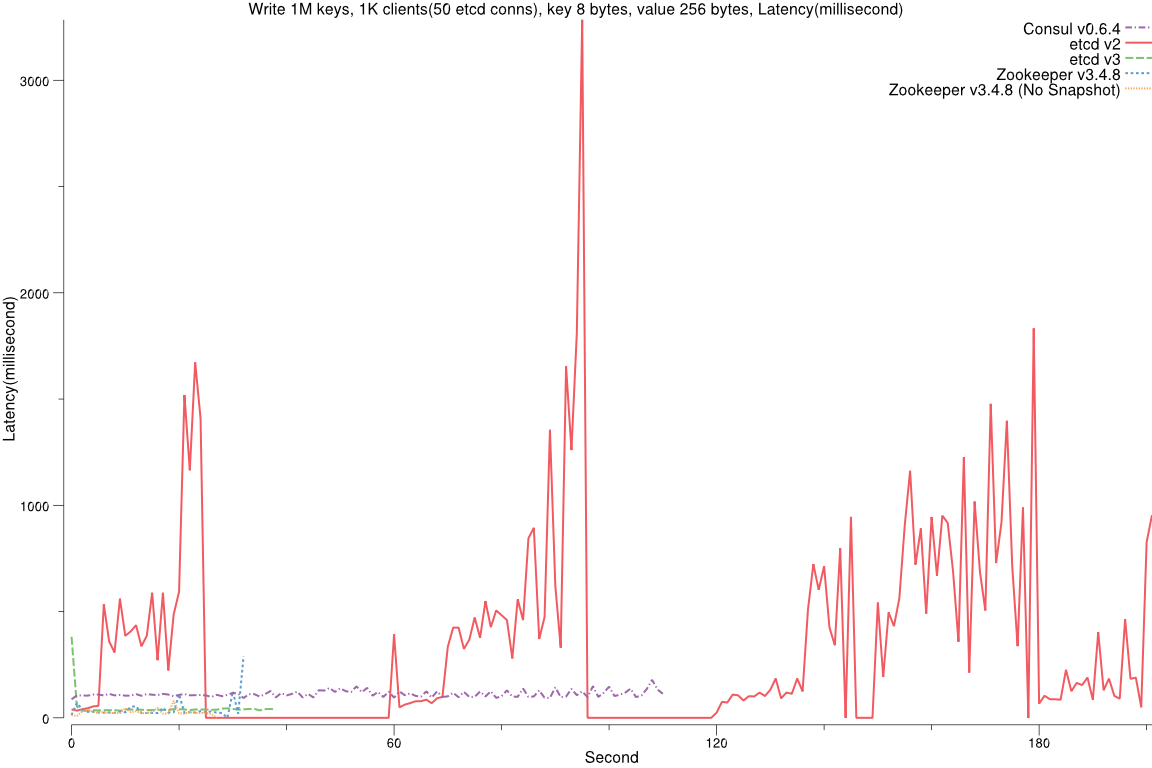 Write 1M keys, 1K clients(50 etcd conns), key 8 bytes, value 256 bytes, Latency(millisecond)
Consul v0.6.4
etcd v2
etcd v3
Zookeeper v3.4.8
Zookeeper v3.4.8 (No Snapshot)
Latency(millisecond)
3000
2000
1000
0
0
60
120
180
Second